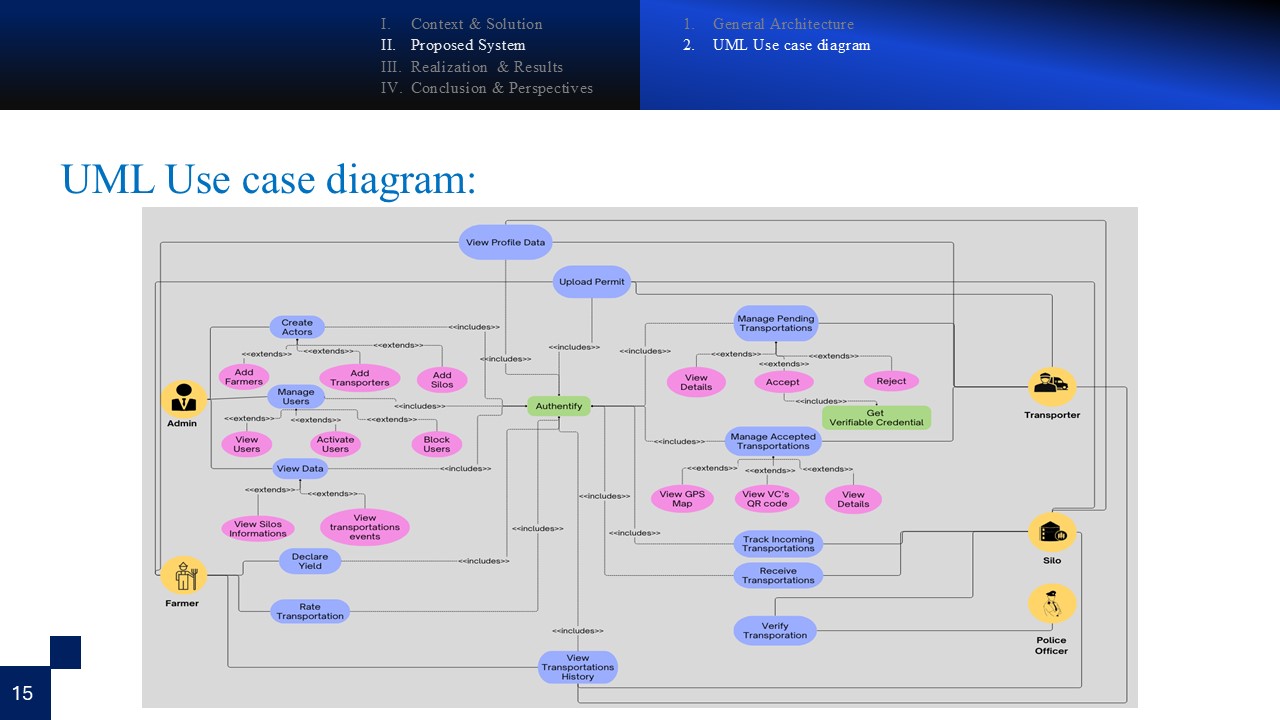 I. Context & Solution
II. Proposed System
III. Realization & Results
IV. Conclusion & Perspectives
1. General Architecture
2. UML Use case diagram
UML Use case diagram:
View Profile Data
Upload Permit
Create
Actors
<<includes>>
<<extends>>
<<extends>>
<<extends>>
Add
Farmers
Add
Transporters
Add
Silos
Admin
Manage
Users
<<includes>>
<<extends>>
<<extends>>
<<extends>>
View
Users
Activate
Users
Block
Users
View Data
<<includes>>
<<extends>>
<<extends>>
View Silos
Informations
View
transportations
events
Farmer
Declare
Yield
<<includes>>
Rate
Transportation
<<includes>>
<<includes>>
<<includes>>
<<includes>>
Authentify
<<includes>>
<<includes>>
<<includes>>
<<includes>>
View
Transportations
History
Manage Pending
Transportations
<<extends>>
<<extends>>
<<extends>>
View
Details
Accept
Reject
<<includes>>
Get
Verifiable Credential
<<includes>>
Manage Accepted
Transportations
<<extends>>
<<extends>>
<<extends>>
View GPS
Map
View VC's
QR code
View
Details
Track Incoming
Transportations
Receive
Transportations
Verify
Transporation
Transporter
Silo
Police
Officer
15